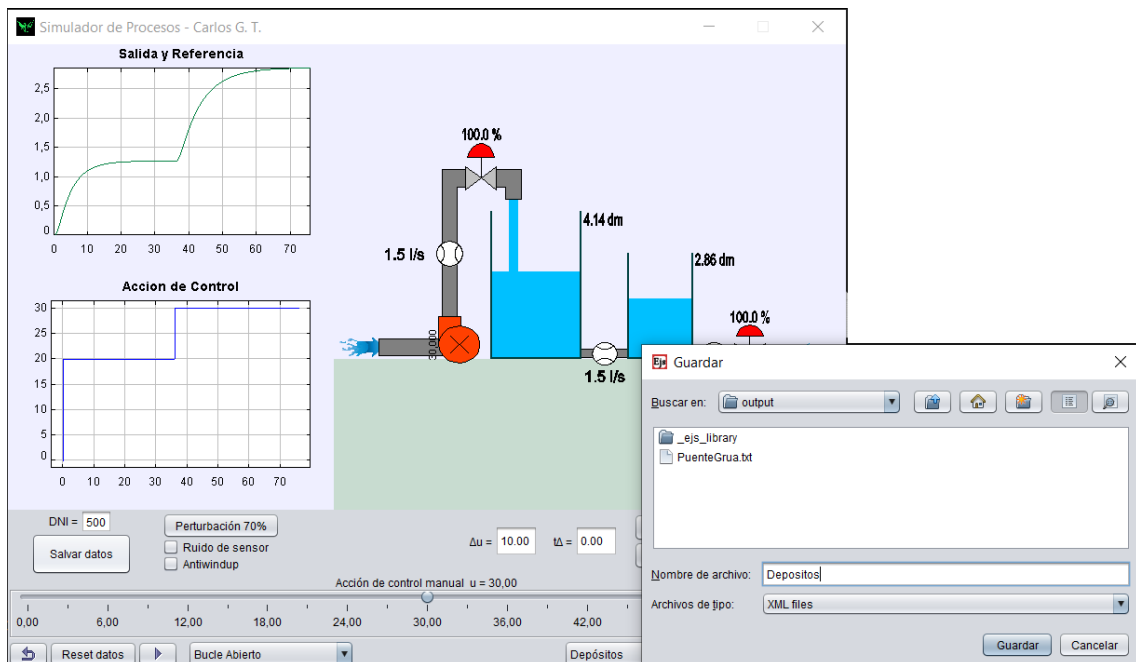 Simulador de Procesos - Carlos G. T.
Salida y Referencia
2,5
2,0
1,5
1,0
0,5
0
0 10 20 30 40 50 60 70
Accion de Control
30
25
20
15
10
5
0
0 10 20 30 40 50 60 70
100.0 %
4.14 dm
1.5 l/s
2.86 dm
100.0 %
30,000
1.5 l/s
DNI = 500
Salvar datos
Perturbación 70%
Ruido de sensor
Antiwindup
Δu = 10.00 tΔ = 0.00
Acción de control manual u = 30,00
0,00 6,00 12,00 18,00 24,00 30,00 36,00 42,00
Reset datos
Bucle Abierto
Depósitos
Ejs Guardar
Buscar en: output
_ejs_library
PuenteGrua.txt
Nombre de archivo: Depositos
Archivos de tipo: XML files
Guardar Cancelar